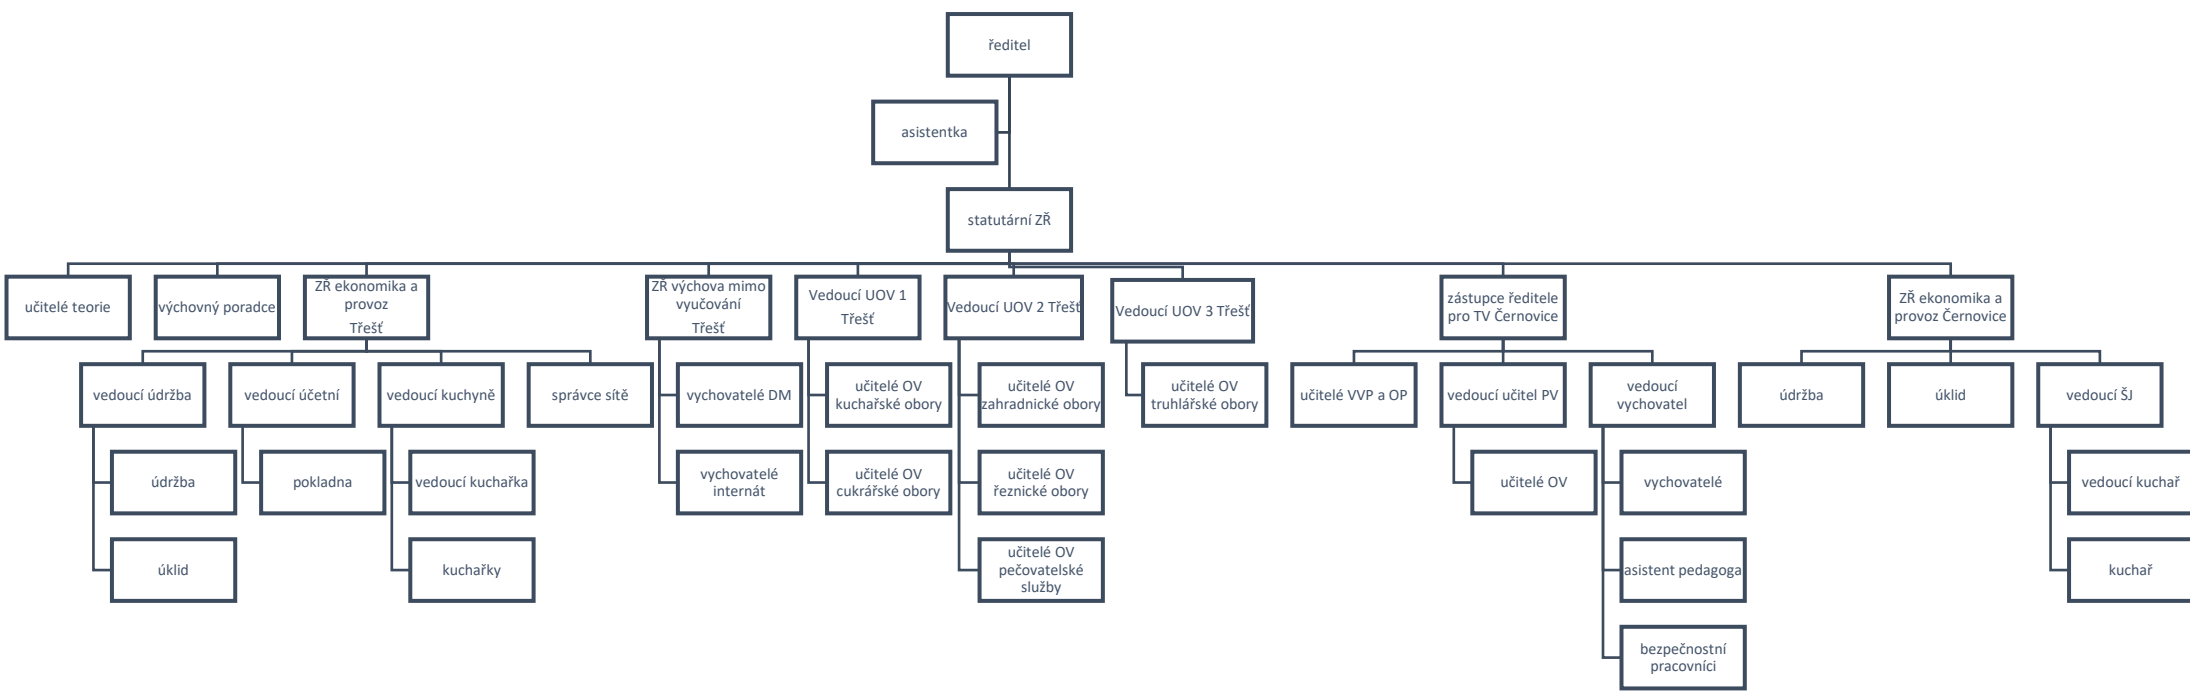 ředitel
asistentka
statutární ZŘ
učitelé teorie
výchovný poradce
ZŘ ekonomika a
provoz
Třešť
ZŘ výchova mimo
vyučování
Třešť
Vedoucí UOV 1
Třešť
Vedoucí UOV 2 Třešť
Vedoucí UOV 3 Třešť
zástupce ředitele
pro TV Černovice
ZŘ ekonomika a
provoz Černovice
vedoucí údržba
vedoucí účetní
vedoucí kuchyně
správce sítě
vychovatelé DM
učitelé OV
kuchařské obory
učitelé OV
zahradnické obory
učitelé OV
truhlářské obory
učitelé VVP a OP
vedoucí učitel PV
vedoucí
vychovatel
údržba
úklid
vedoucí ŠJ
údržba
pokladna
vedoucí kuchařka
vychovatelé
internát
učitelé OV
cukrářské obory
učitelé OV
řeznické obory
učitelé OV
vychovatelé
vedoucí kuchař
úklid
kuchařky
učitelé OV
pečovatelské
služby
asistent pedagoga
kuchař
bezpečnostní
pracovníci